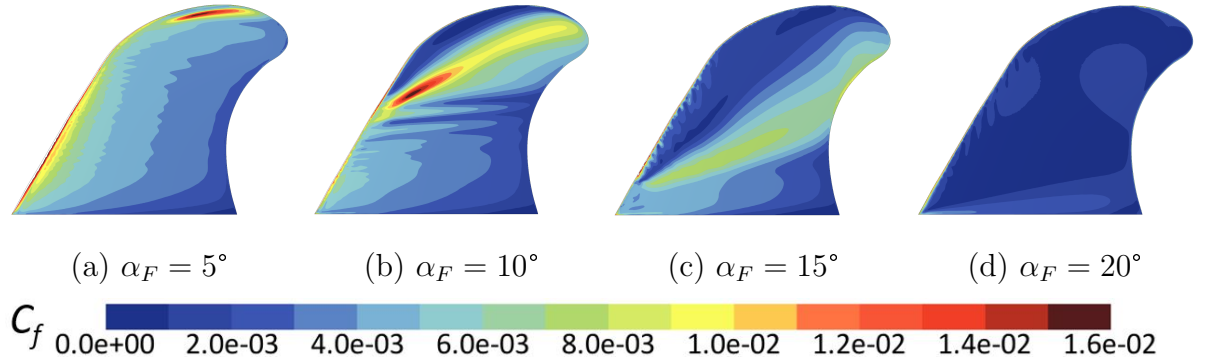 (a) α_F = 5° (b) α_F = 10° (c) α_F = 15° (d) α_F = 20°
C_f 0.0e+00 2.0e-03 4.0e-03 6.0e-03 8.0e-03 1.0e-02 1.2e-02 1.4e-02 1.6e-02